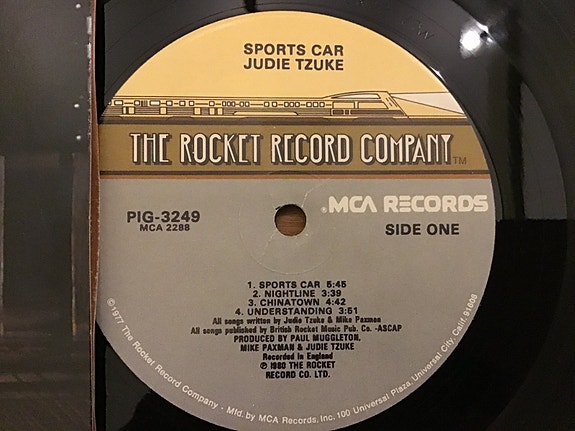 SPORTS CAR
JUDIE TZUKE
THE ROCKET RECORD COMPANY TM
PIG-3249
MCA 2288
®MCA RECORDS
SIDE ONE
1. SPORTS CAR 5:45
2. NIGHTLINE 3:39
3. CHINATOWN 4:42
4. UNDERSTANDING 3:51
All songs written by Judie Tzuke & Mike Paxman
All songs published by British Rocket Music Pub. Co. -ASCAP
PRODUCED BY PAUL MUGGLETON,
MIKE PAXMAN & JUDIE TZUKE
Recorded in England
℗ 1980 THE ROCKET
RECORD CO. LTD.
©1977 The Rocket Record Company - Mfd. by MCA Records, Inc. 100 Universal Plaza, Universal City, Calif. 91608